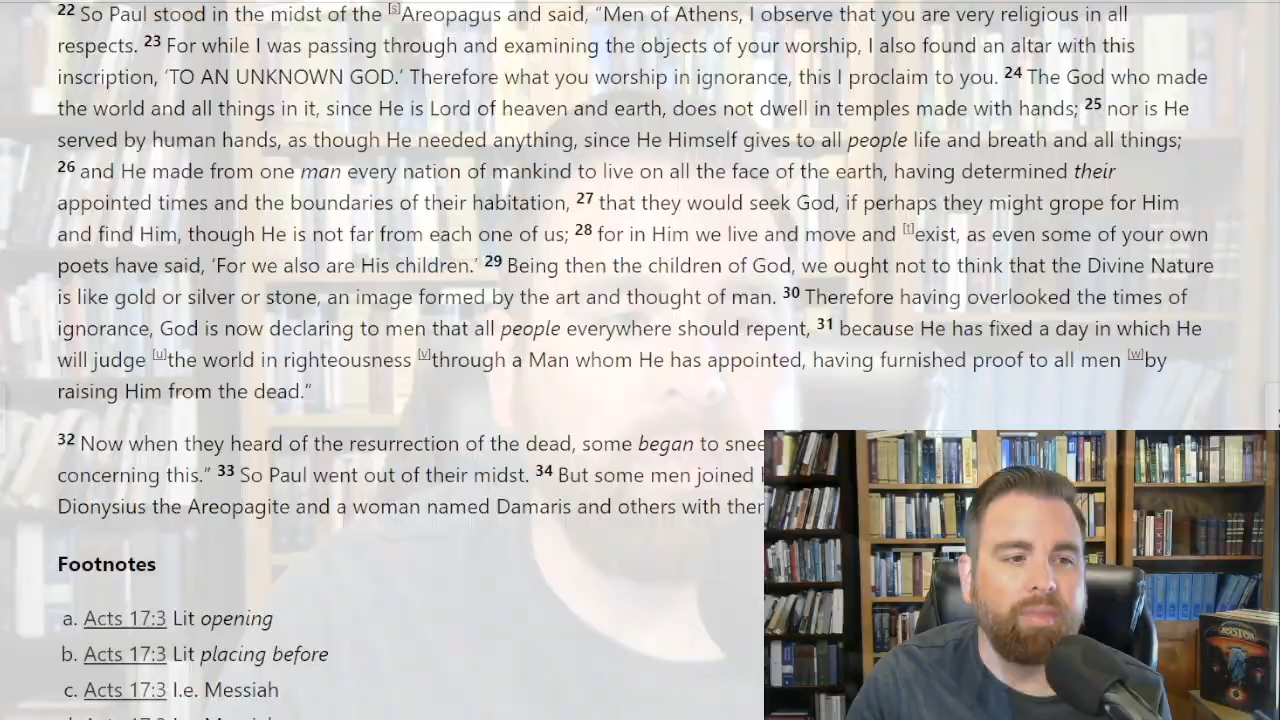 22 So Paul stood in the midst of the [s]Areopagus and said, “Men of Athens, I observe that you are very religious in all
respects. 23 For while I was passing through and examining the objects of your worship, I also found an altar with this
inscription, ‘TO AN UNKNOWN GOD.’ Therefore what you worship in ignorance, this I proclaim to you. 24 The God who made
the world and all things in it, since He is Lord of heaven and earth, does not dwell in temples made with hands; 25 nor is He
served by human hands, as though He needed anything, since He Himself gives to all people life and breath and all things;
26 and He made from one man every nation of mankind to live on all the face of the earth, having determined their
appointed times and the boundaries of their habitation, 27 that they would seek God, if perhaps they might grope for Him
and find Him, though He is not far from each one of us; 28 for in Him we live and move and [t]exist, as even some of your own
poets have said, ‘For we also are His children.’ 29 Being then the children of God, we ought not to think that the Divine Nature
is like gold or silver or stone, an image formed by the art and thought of man. 30 Therefore having overlooked the times of
ignorance, God is now declaring to men that all people everywhere should repent, 31 because He has fixed a day in which He
will judge [u]the world in righteousness [v]through a Man whom He has appointed, having furnished proof to all men [w]by
raising Him from the dead.”
32 Now when they heard of the resurrection of the dead, some began to snee
concerning this.” 33 So Paul went out of their midst. 34 But some men joined
Dionysius the Areopagite and a woman named Damaris and others with ther
Footnotes
a. Acts 17:3 Lit opening
b. Acts 17:3 Lit placing before
c. Acts 17:3 I.e. Messiah
BOSTON